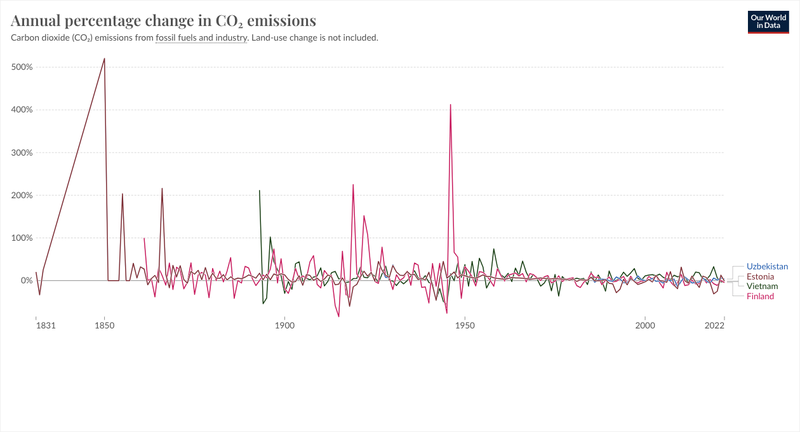 Annual percentage change in CO₂ emissions
Our World in Data
Carbon dioxide (CO₂) emissions from fossil fuels and industry. Land-use change is not included.
500%
400%
300%
200%
100%
0%
Uzbekistan
Estonia
Vietnam
Finland
1831
1850
1900
1950
2000
2022